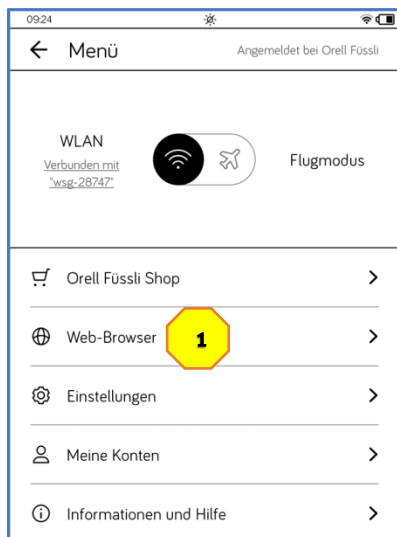 09:24
Menü
Angemeldet bei Orell Füssli
WLAN
Verbunden mit
"wsg-28747"
Flugmodus
Orell Füssli Shop
Web-Browser
1
Einstellungen
Meine Konten
Informationen und Hilfe